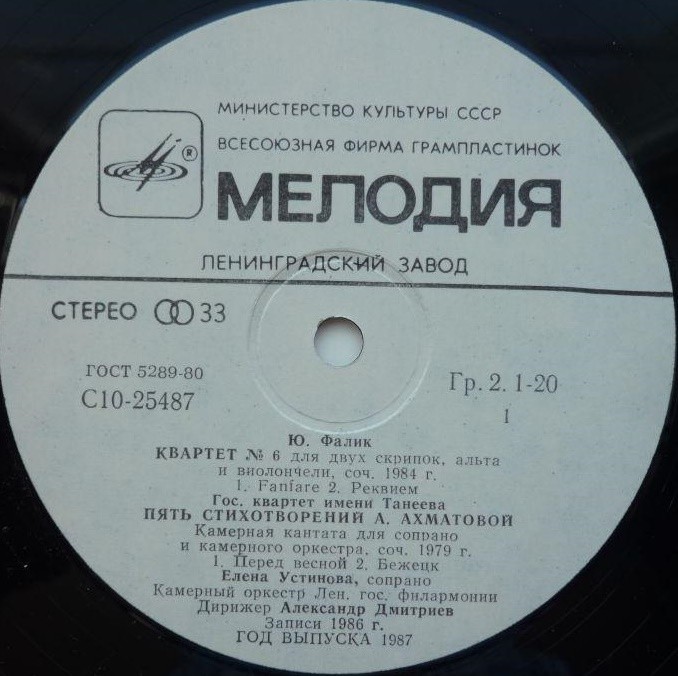 МИНИСТЕРСТВО КУЛЬТУРЫ СССР
ВСЕСОЮЗНАЯ ФИРМА ГРАМПЛАСТИНОК
®
МЕЛОДИЯ
ЛЕНИНГРАДСКИЙ ЗАВОД
СТЕРЕО 33
ГОСТ 5289-80
С10-25487
Гр. 2. 1-20
1
Ю. Фалик
КВАРТЕТ № 6 для двух скрипок, альта
и виолончели, соч. 1984 г.
1. Fanfare 2. Реквием
Гос. квартет имени Танеева
ПЯТЬ СТИХОТВОРЕНИЙ А. АХМАТОВОЙ
Камерная кантата для сопрано
и камерного оркестра, соч. 1979 г.
1. Перед весной 2. Бежецк
Елена Устинова, сопрано
Камерный оркестр Лен. гос. филармонии
Дирижер Александр Дмитриев
Записи 1986 г.
ГОД ВЫПУСКА 1987